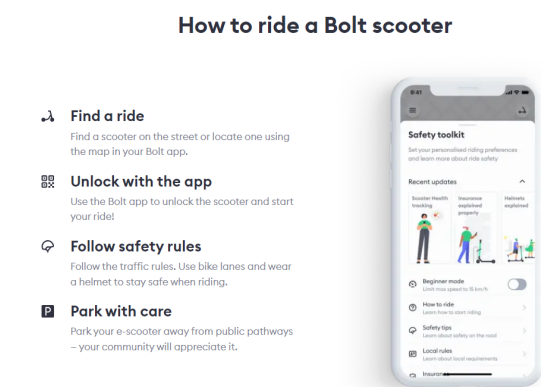 How to ride a Bolt scooter
Find a ride
Find a scooter on the street or locate one using
the map in your Bolt app.
Unlock with the app
Use the Bolt app to unlock the scooter and start
your ride!
Follow safety rules
Follow the traffic rules. Use bike lanes and wear
a helmet to stay safe when riding.
P
Park with care
Park your e-scooter away from public pathways
– your community will appreciate it.
9:41
Safety toolkit
Set your personalised riding preferences
and learn more about ride safety
Recent updates
Scooter Health
tracking
Insurance
explained
properly
Helmets
explained
Beginner mode
Limit max speed to 15 km/h
How to ride
Learn how to start riding
Safety tips
Learn about safety on the road
Local rules
Learn about local requirements